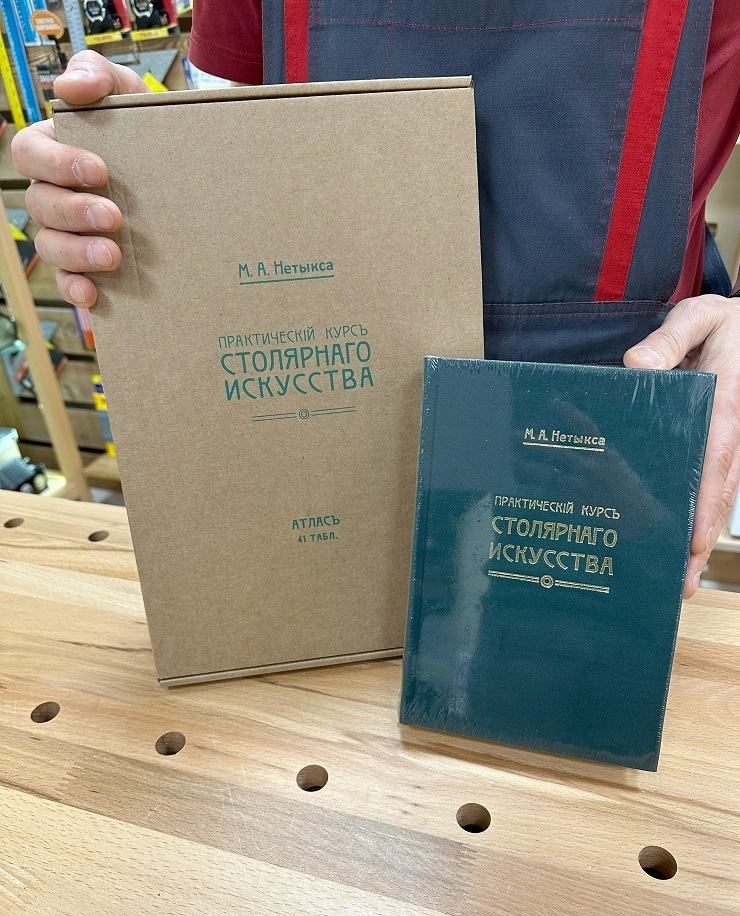 М. А. Нетыкса
ПРАКТИЧЕСКІЙ КУРСЪ
СТОЛЯРНАГО
ИСКУССТВА
АТЛАСЪ
41 ТАБЛ.
М. А. Нетыкса
ПРАКТИЧЕСКІЙ КУРСЪ
СТОЛЯРНАГО
ИСКУССТВА